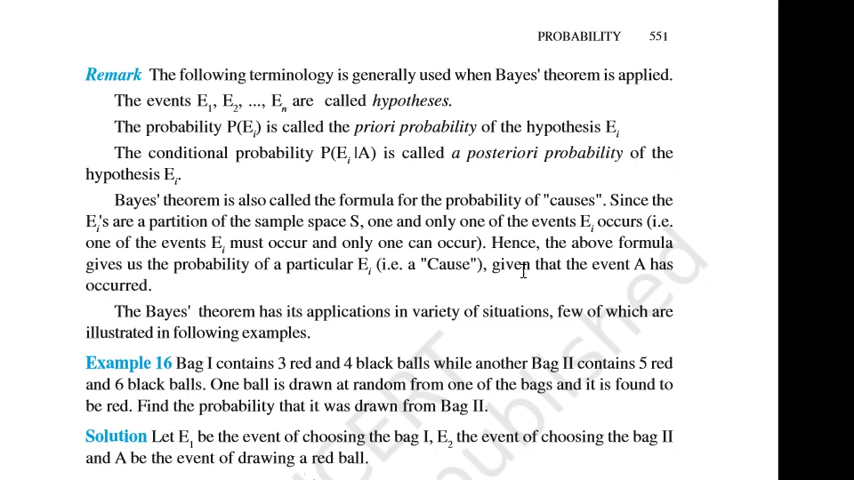 PROBABILITY 551
Remark The following terminology is generally used when Bayes' theorem is applied.
The events E₁, E₂, ..., Eₙ are called hypotheses.
The probability P(Eᵢ) is called the priori probability of the hypothesis Eᵢ
The conditional probability P(Eᵢ |A) is called a posteriori probability of the
hypothesis Eᵢ.
Bayes' theorem is also called the formula for the probability of "causes". Since the
Eᵢ's are a partition of the sample space S, one and only one of the events Eᵢ occurs (i.e.
one of the events Eᵢ must occur and only one can occur). Hence, the above formula
gives us the probability of a particular Eᵢ (i.e. a "Cause"), given that the event A has
occurred.
The Bayes' theorem has its applications in variety of situations, few of which are
illustrated in following examples.
Example 16 Bag I contains 3 red and 4 black balls while another Bag II contains 5 red
and 6 black balls. One ball is drawn at random from one of the bags and it is found to
be red. Find the probability that it was drawn from Bag II.
Solution Let E₁ be the event of choosing the bag I, E₂ the event of choosing the bag II
and A be the event of drawing a red ball.
NCERT
published